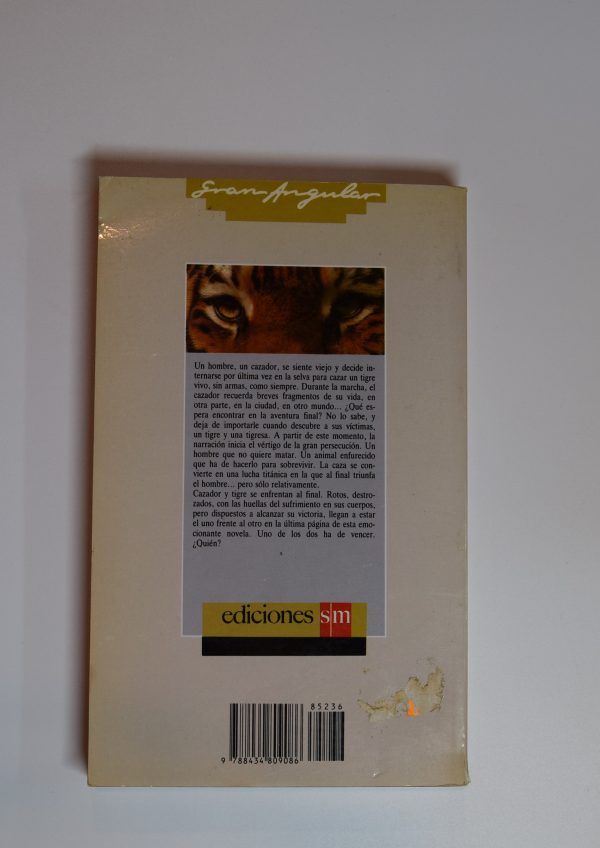 Gran Angular
Un hombre, un cazador, se siente viejo y decide in-
ternarse por última vez en la selva para cazar un tigre
vivo, sin armas, como siempre. Durante la marcha, el
cazador recuerda breves fragmentos de su vida, en
otra parte, en la ciudad, en otro mundo... ¿Qué es-
pera encontrar en la aventura final? No lo sabe, y
deja de importarle cuando descubre a sus víctimas,
un tigre y una tigresa. A partir de este momento, la
narración inicia el vértigo de la gran persecución. Un
hombre que no quiere matar. Un animal enfurecido
que ha de hacerlo para sobrevivir. La caza se con-
vierte en una lucha titánica en la que al final triunfa
el hombre... pero sólo relativamente.
Cazador y tigre se enfrentan al final. Rotos, destro-
zados, con las huellas del sufrimiento en sus cuerpos,
pero dispuestos a alcanzar su victoria, llegan a estar
el uno frente al otro en la última página de esta emo-
cionante novela. Uno de los dos ha de vencer.
¿Quién?
ediciones s|m
85236
9 788434 809086